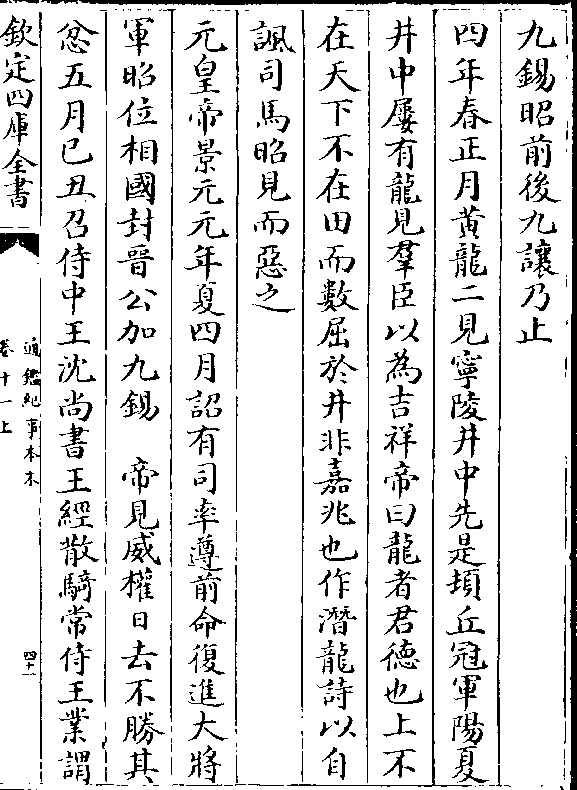 九錫昭前後九讓乃止
四年春正月黄龍二見寧陵井中先是頓丘冠軍陽夏
井中屢有龍見羣臣以為吉祥帝曰龍者君徳也上不
在天下不在田而數屈於井非嘉兆也作潛龍詩以自
諷司馬昭見而惡之
元皇帝景元元年夏四月詔有司率遵前命復進大將
軍昭位相國封晉公加九錫　帝見威權日去不勝其
忿五月己丑召侍中王沈尚書王經散騎常侍王業謂
欽定四庫全書
通鑑紀事本末
卷十一上
四十一